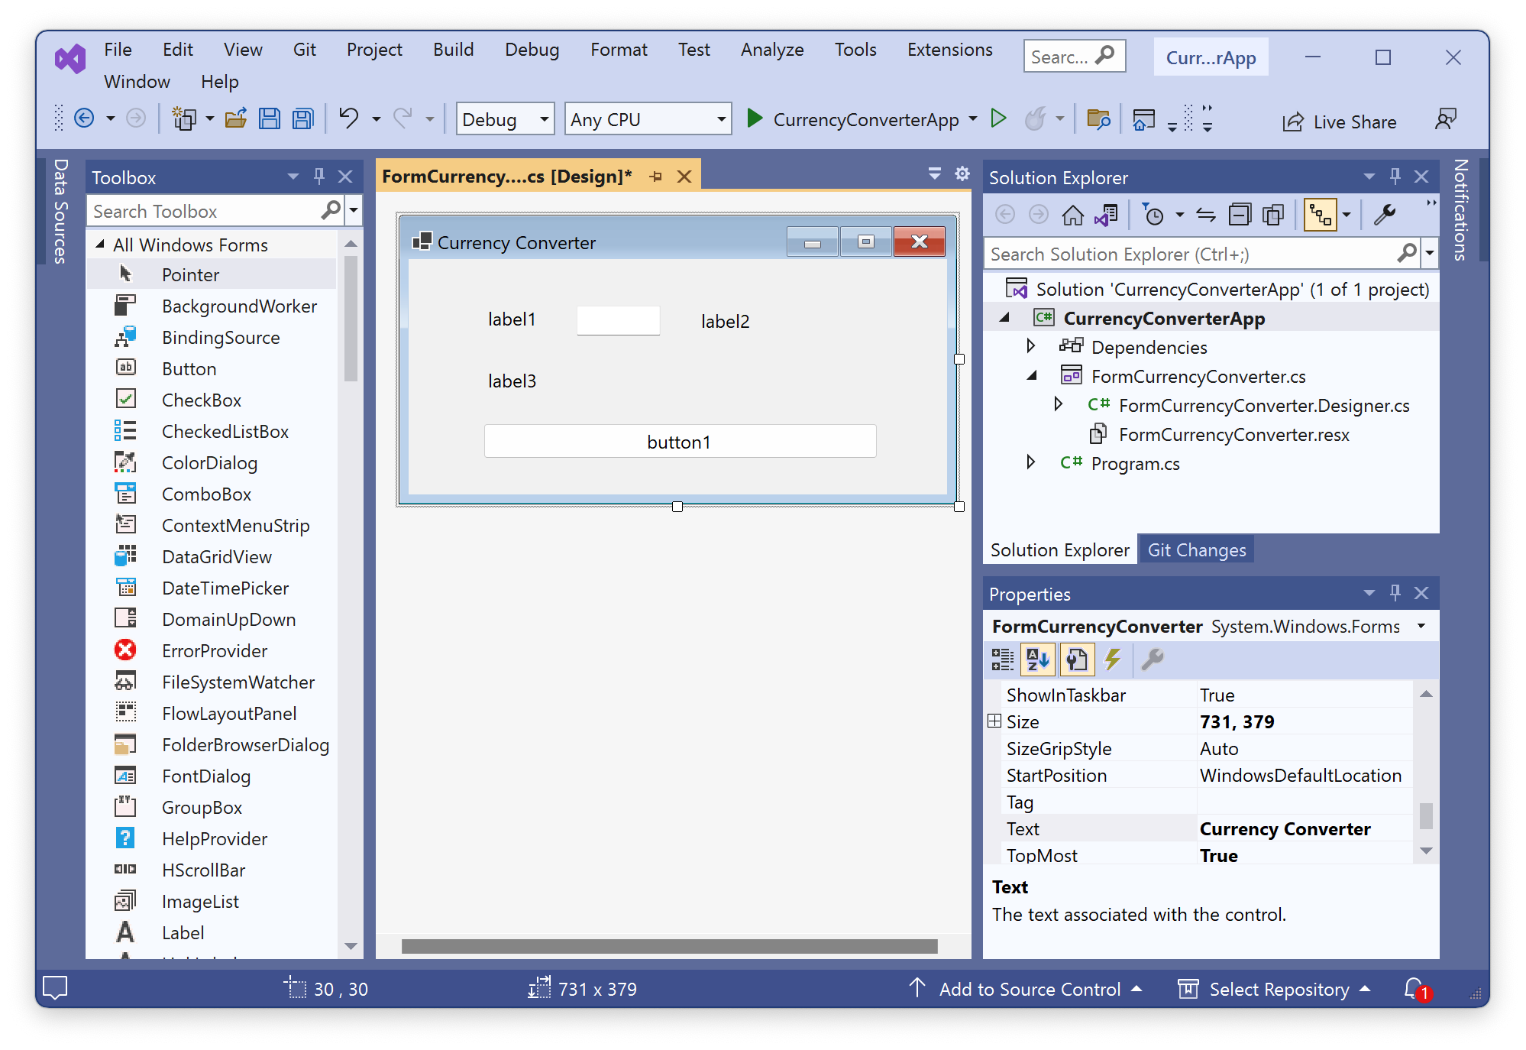 File Edit View Git Project Build Debug Format Test Analyze Tools Extensions
Searc...
Curr...rApp
Window Help
Debug
Any CPU
CurrencyConverterApp
Live Share
Data Sources
Toolbox
Search Toolbox
All Windows Forms
Pointer
BackgroundWorker
BindingSource
Button
CheckBox
CheckedListBox
ColorDialog
ComboBox
ContextMenuStrip
DataGridView
DateTimePicker
DomainUpDown
ErrorProvider
FileSystemWatcher
FlowLayoutPanel
FolderBrowserDialog
FontDialog
GroupBox
HelpProvider
HScrollBar
ImageList
Label
FormCurrency....cs [Design]*
Currency Converter
label1
label2
label3
button1
Solution Explorer
Search Solution Explorer (Ctrl+;)
Solution 'CurrencyConverterApp' (1 of 1 project)
C# CurrencyConverterApp
Dependencies
FormCurrencyConverter.cs
C# FormCurrencyConverter.Designer.cs
FormCurrencyConverter.resx
C# Program.cs
Solution Explorer
Git Changes
Notifications
Properties
FormCurrencyConverter System.Windows.Forms
ShowInTaskbar True
Size 731, 379
SizeGripStyle Auto
StartPosition WindowsDefaultLocation
Tag
Text Currency Converter
TopMost True
Text
The text associated with the control.
30 , 30
731 x 379
Add to Source Control
Select Repository
1